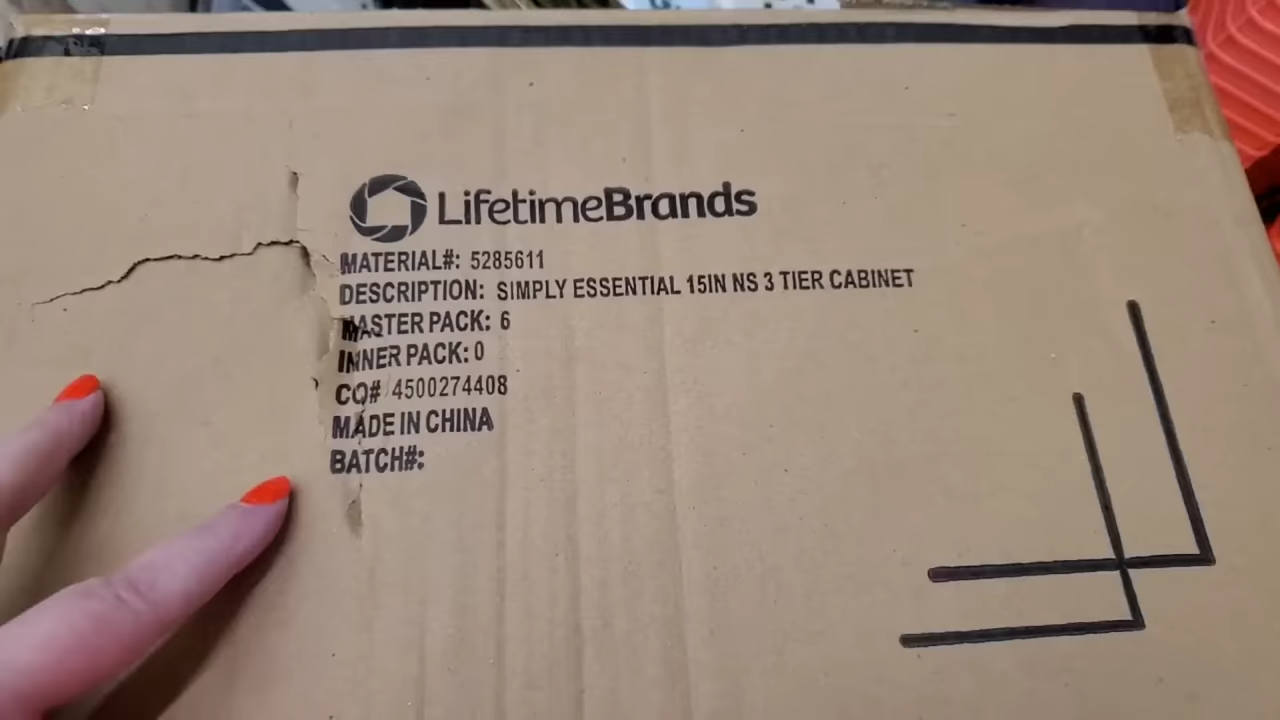 LifetimeBrands
MATERIAL#: 5285611
DESCRIPTION: SIMPLY ESSENTIAL 15IN NS 3 TIER CABINET
MASTER PACK: 6
INNER PACK: 0
CO# 4500274408
MADE IN CHINA
BATCH#: